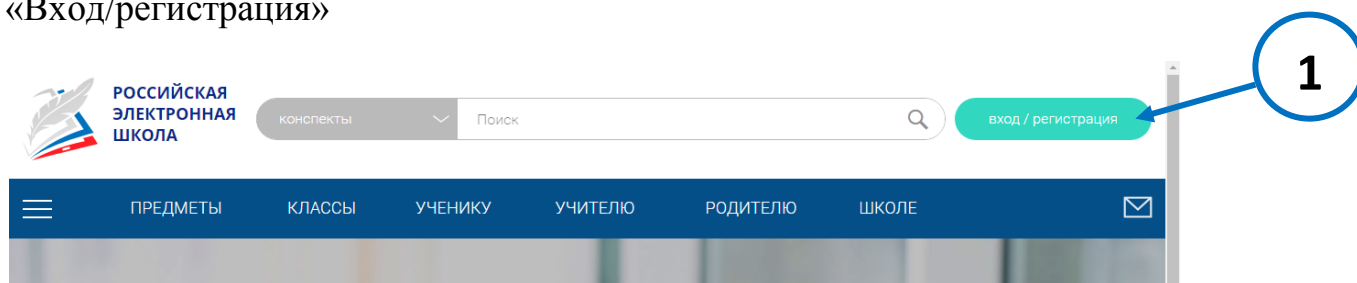 «Вход/регистрация»
1
РОССИЙСКАЯ
ЭЛЕКТРОННАЯ
ШКОЛА
конспекты
Поиск
вход / регистрация
ПРЕДМЕТЫ КЛАССЫ УЧЕНИКУ УЧИТЕЛЮ РОДИТЕЛЮ ШКОЛЕ